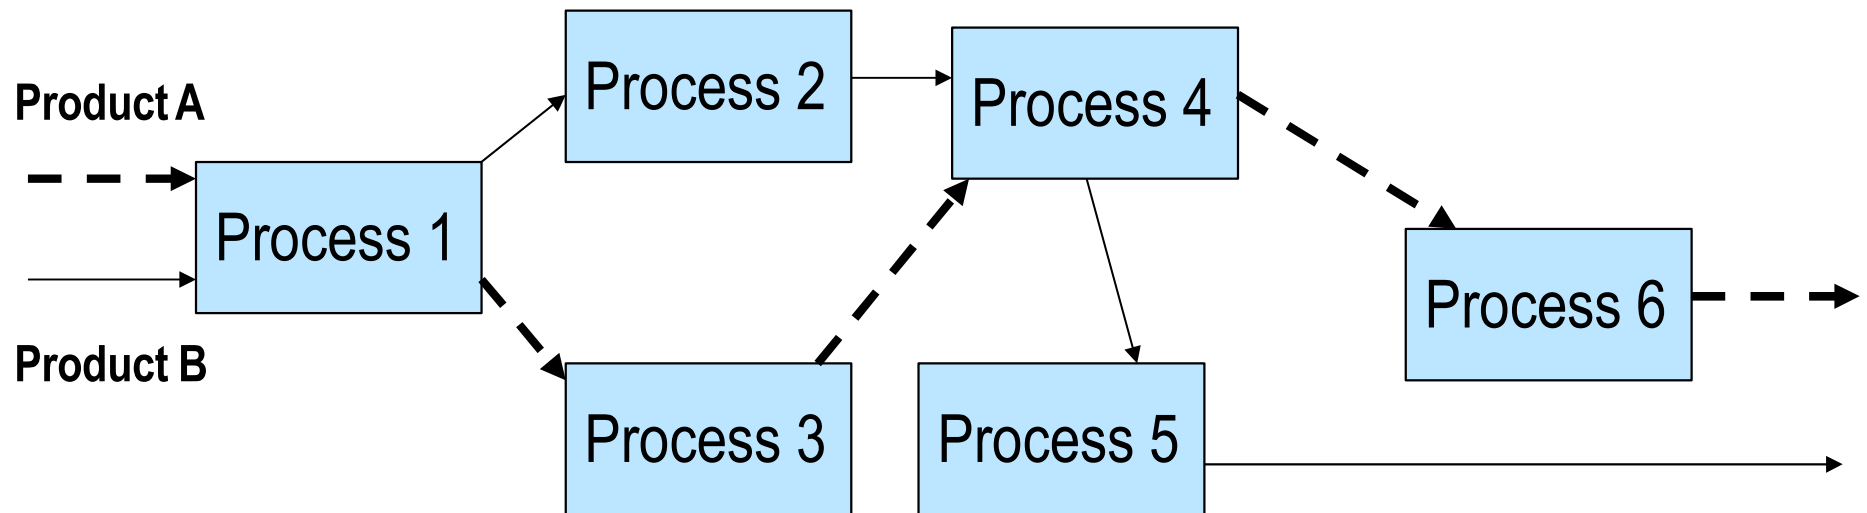 Product A
Process 1
Product B
Process 2
Process 3
Process 4
Process 5
Process 6